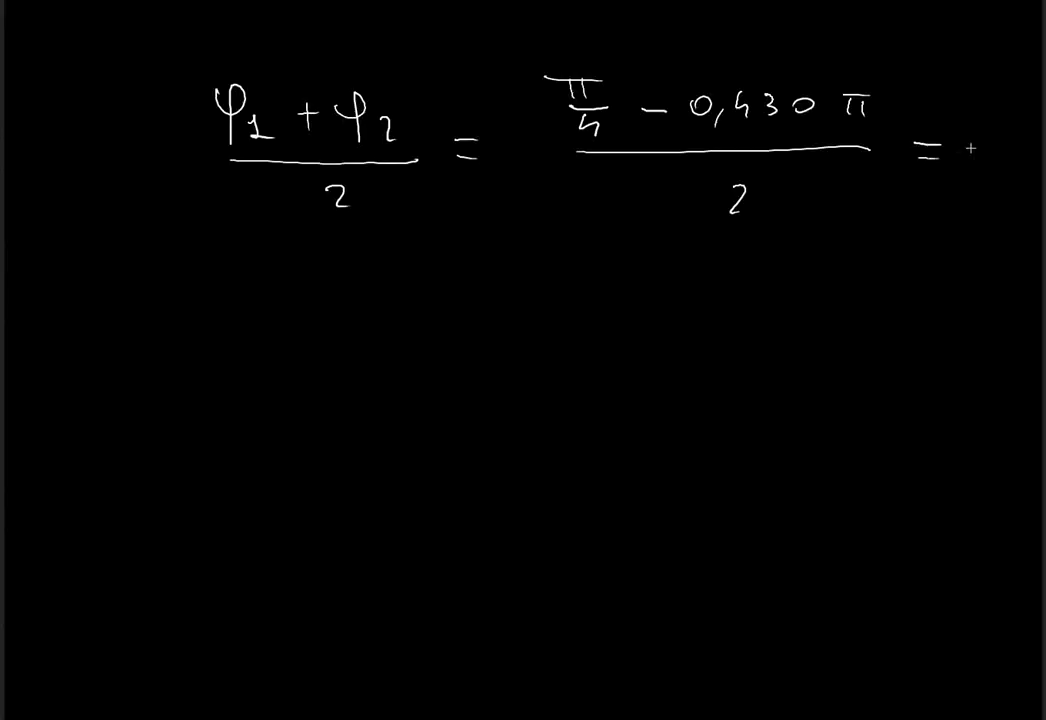 (φ₁ + φ₂)/2 = (π/4 − 0,430 π)/2 =